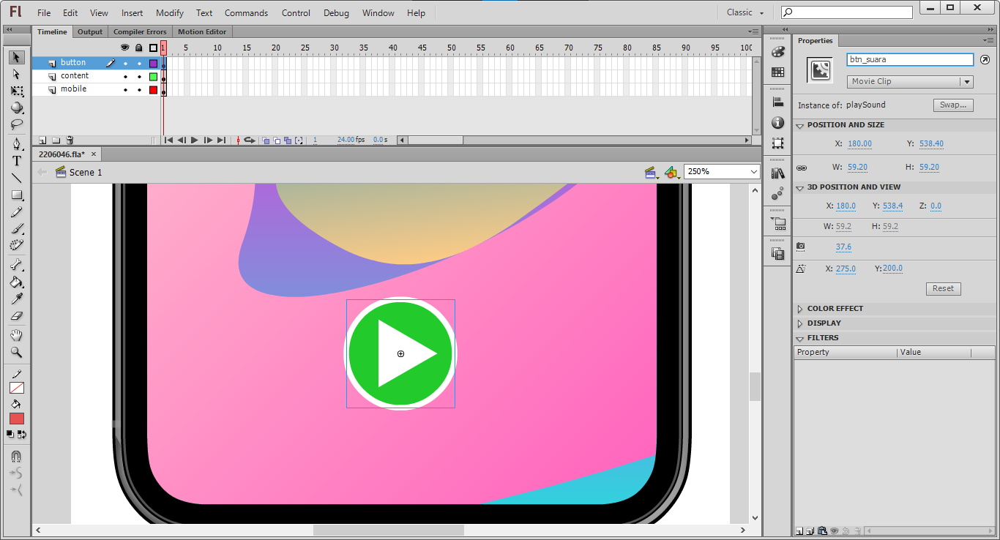 Fl File Edit View Insert Modify Text Commands Control Debug Window Help Classic
Timeline Output Compiler Errors Motion Editor
1 5 10 15 20 25 30 35 40 45 50 55 60 65 70 75 80 85 90 95 100
button
content
mobile
1 24.00 fps 0.0 s
2206046.fla*
Scene 1 250%
T
Properties
btn_suara
Movie Clip
Instance of: playSound Swap...
POSITION AND SIZE
X: 180.00 Y: 538.40
W: 59.20 H: 59.20
3D POSITION AND VIEW
X: 180.0 Y: 538.4 Z: 0.0
W: 59.2 H: 59.2
37.6
X: 275.0 Y: 200.0
Reset
COLOR EFFECT
DISPLAY
FILTERS
Property Value